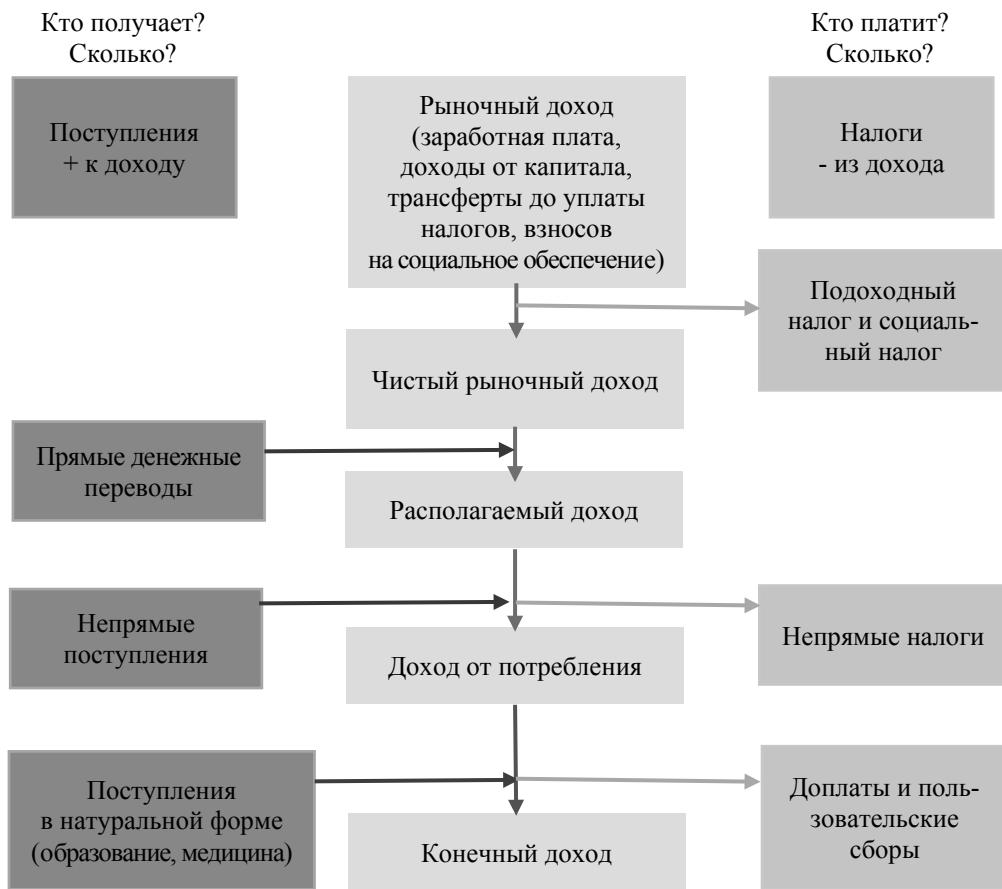 Кто получает?
Сколько?
Кто платит?
Сколько?
Поступления
+ к доходу
Рыночный доход
(заработная плата,
доходы от капитала,
трансферты до уплаты
налогов, взносов
на социальное обеспечение)
Налоги
- из дохода
Подоходный
налог и социаль-
ный налог
Чистый рыночный доход
Прямые денежные
переводы
Располагаемый доход
Непрямые
поступления
Непрямые налоги
Доход от потребления
Поступления
в натуральной форме
(образование, медицина)
Доплаты и поль-
зовательские
сборы
Конечный доход